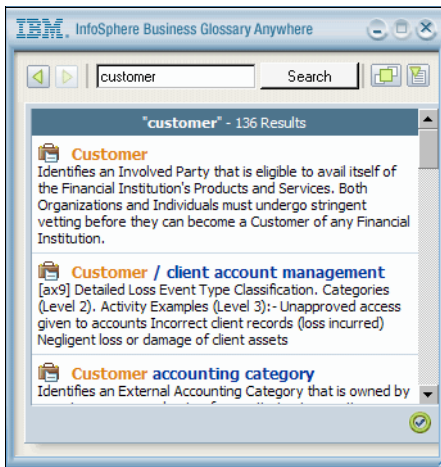 IBM. InfoSphere Business Glossary Anywhere
customer Search
"customer" - 136 Results
Customer
Identifies an Involved Party that is eligible to avail itself of
the Financial Institution's Products and Services. Both
Organizations and Individuals must undergo stringent
vetting before they can become a Customer of any Financial
Institution.
Customer / client account management
[ax9] Detailed Loss Event Type Classification. Categories
(Level 2). Activity Examples (Level 3):- Unapproved access
given to accounts Incorrect client records (loss incurred)
Negligent loss or damage of client assets
Customer accounting category
Identifies an External Accounting Category that is owned by